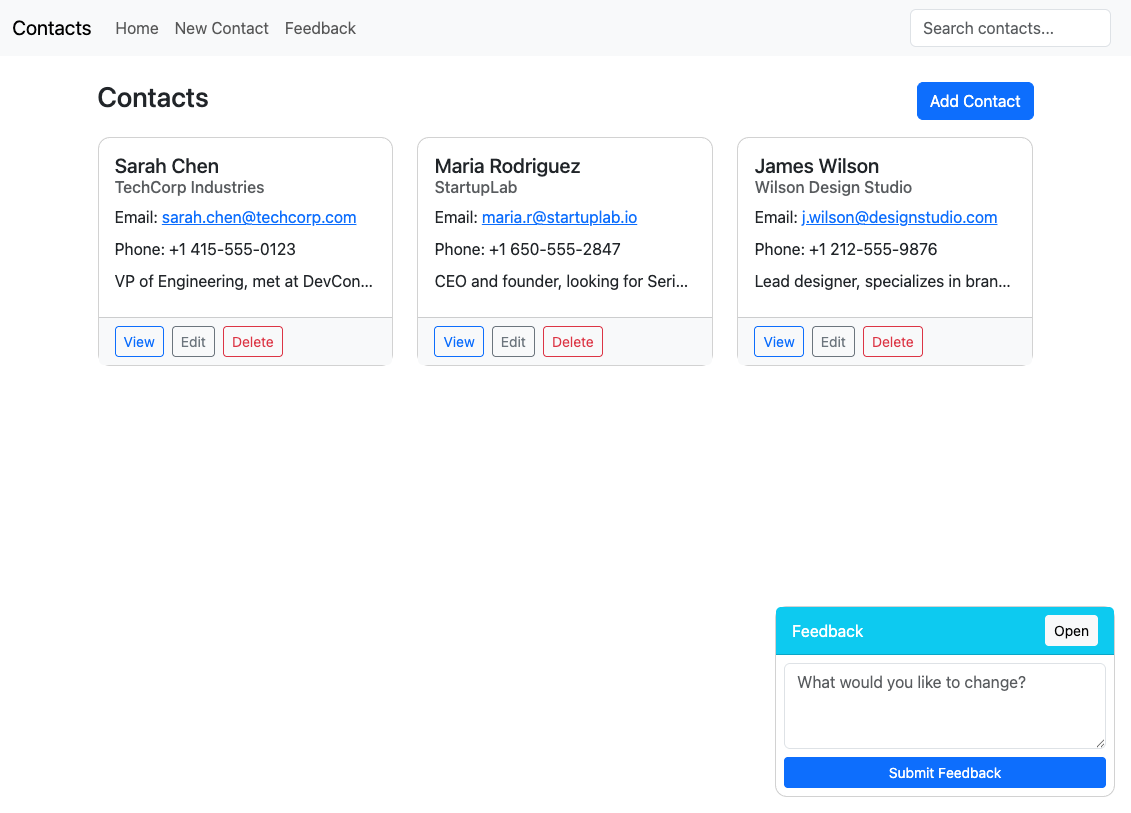 Contacts Home New Contact Feedback Search contacts...
Contacts Add Contact
Sarah Chen
TechCorp Industries
Email: sarah.chen@techcorp.com
Phone: +1 415-555-0123
VP of Engineering, met at DevCon...
View Edit Delete
Maria Rodriguez
StartupLab
Email: maria.r@startuplab.io
Phone: +1 650-555-2847
CEO and founder, looking for Seri...
View Edit Delete
James Wilson
Wilson Design Studio
Email: j.wilson@designstudio.com
Phone: +1 212-555-9876
Lead designer, specializes in bran...
View Edit Delete
Feedback Open
What would you like to change?
Submit Feedback